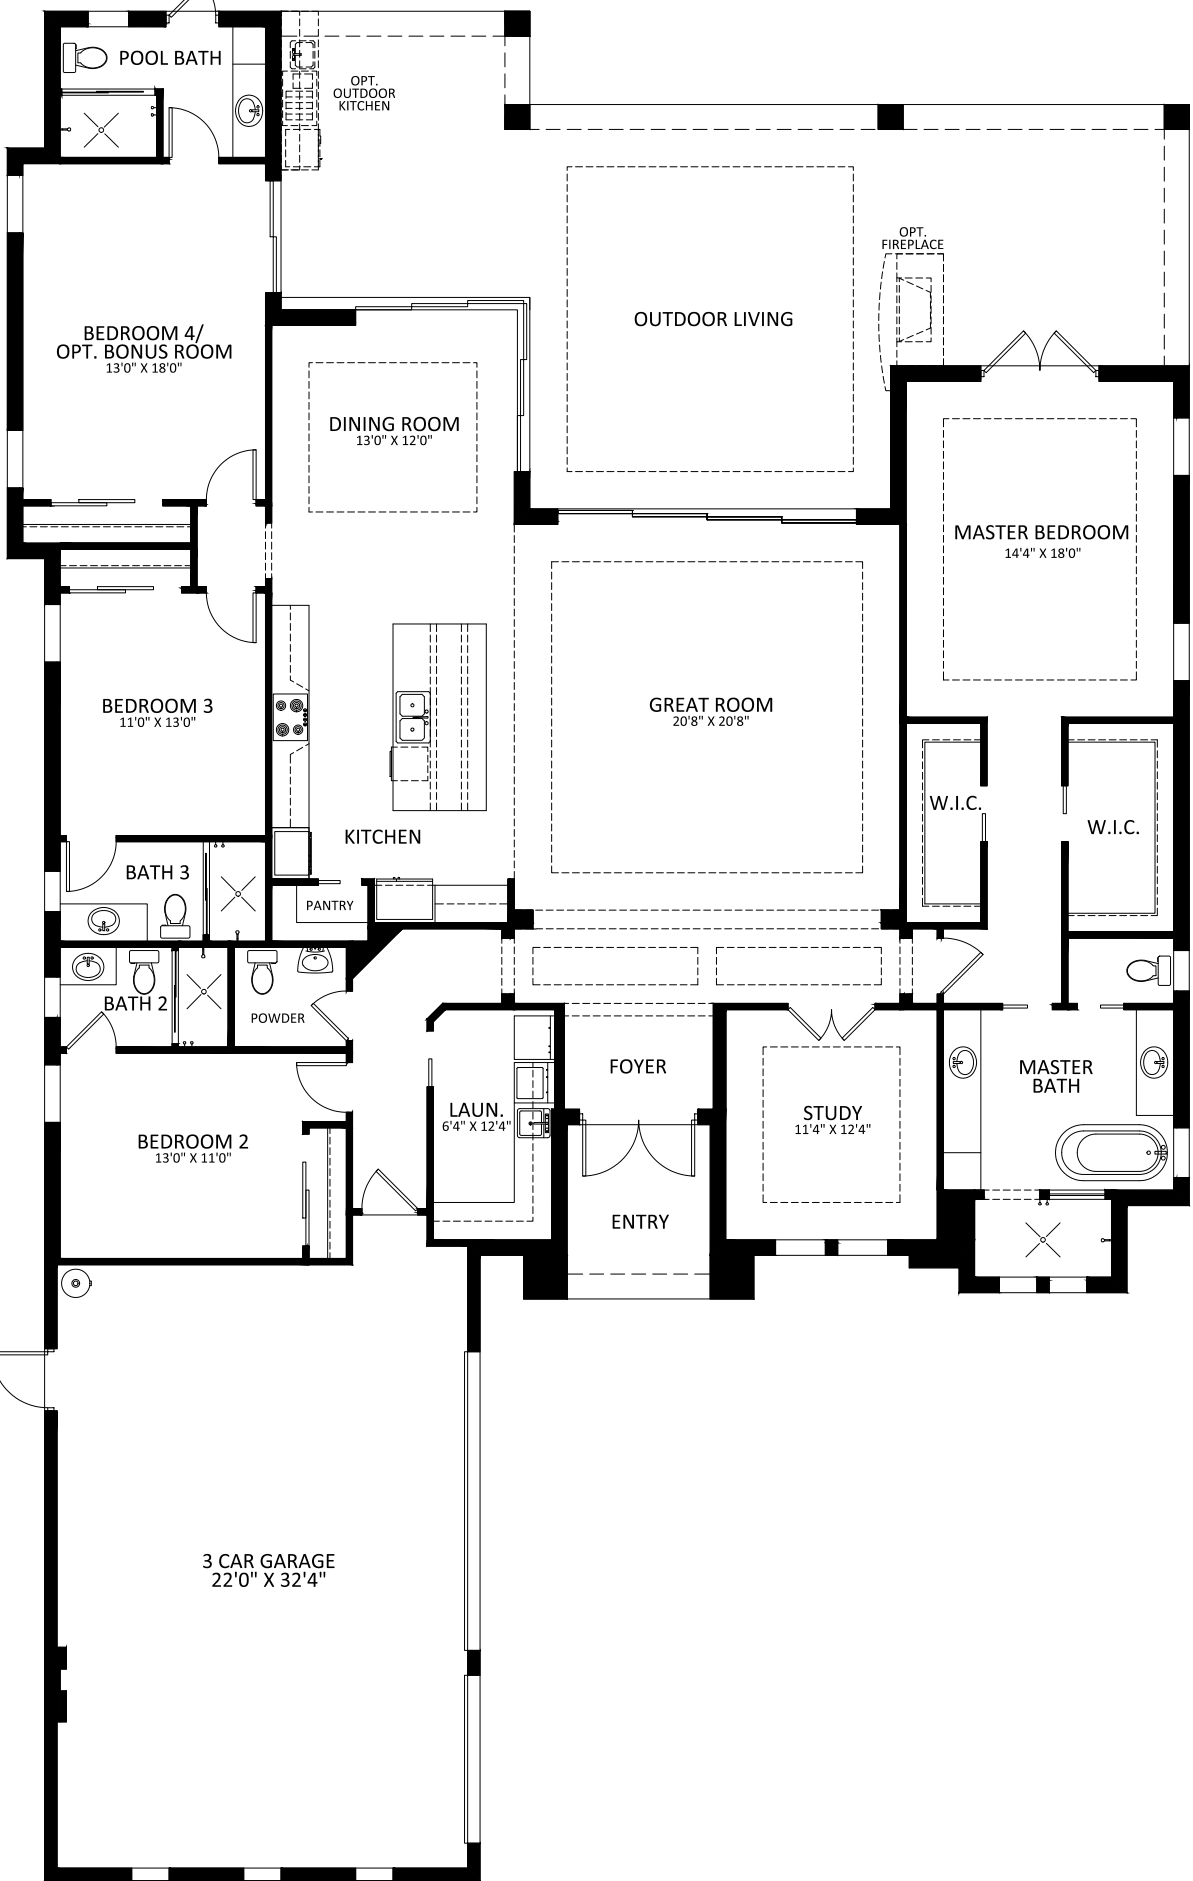 POOL BATH
OPT.
OUTDOOR
KITCHEN
OPT.
FIREPLACE
OUTDOOR LIVING
BEDROOM 4/
OPT. BONUS ROOM
13'0" X 18'0"
DINING ROOM
13'0" X 12'0"
MASTER BEDROOM
14'4" X 18'0"
BEDROOM 3
11'0" X 13'0"
GREAT ROOM
20'8" X 20'8"
W.I.C.
W.I.C.
KITCHEN
BATH 3
PANTRY
BATH 2
POWDER
FOYER
MASTER
BATH
LAUN.
6'4" X 12'4"
STUDY
11'4" X 12'4"
BEDROOM 2
13'0" X 11'0"
ENTRY
3 CAR GARAGE
22'0" X 32'4"